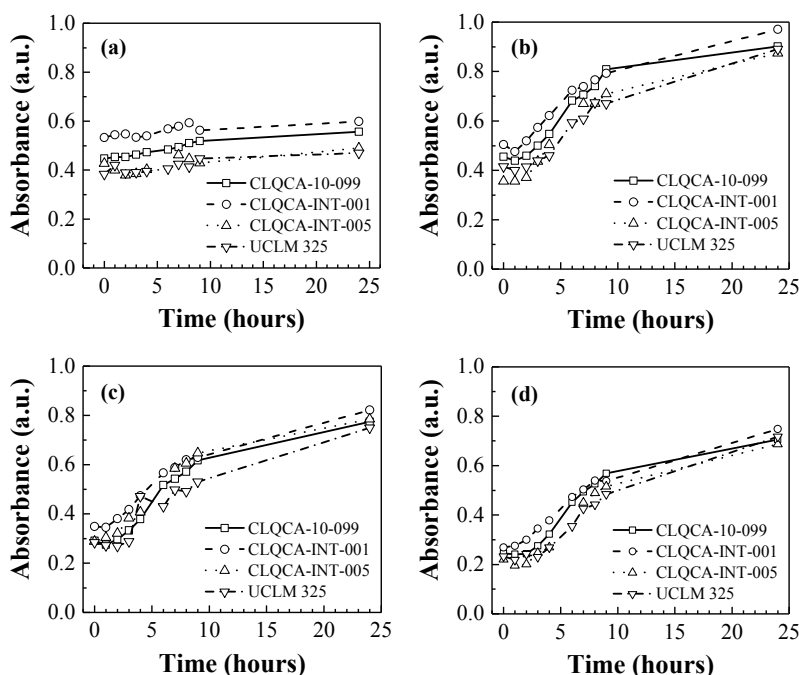 (a)
Absorbance (a.u.)
1.0
0.8
0.6
0.4
0.2
0.0
CLQCA-10-099
CLQCA-INT-001
CLQCA-INT-005
UCLM 325
0 5 10 15 20 25
Time (hours)
(b)
Absorbance (a.u.)
1.0
0.8
0.6
0.4
0.2
0.0
CLQCA-10-099
CLQCA-INT-001
CLQCA-INT-005
UCLM 325
0 5 10 15 20 25
Time (hours)
(c)
Absorbance (a.u.)
1.0
0.8
0.6
0.4
0.2
0.0
CLQCA-10-099
CLQCA-INT-001
CLQCA-INT-005
UCLM 325
0 5 10 15 20 25
Time (hours)
(d)
Absorbance (a.u.)
1.0
0.8
0.6
0.4
0.2
0.0
CLQCA-10-099
CLQCA-INT-001
CLQCA-INT-005
UCLM 325
0 5 10 15 20 25
Time (hours)